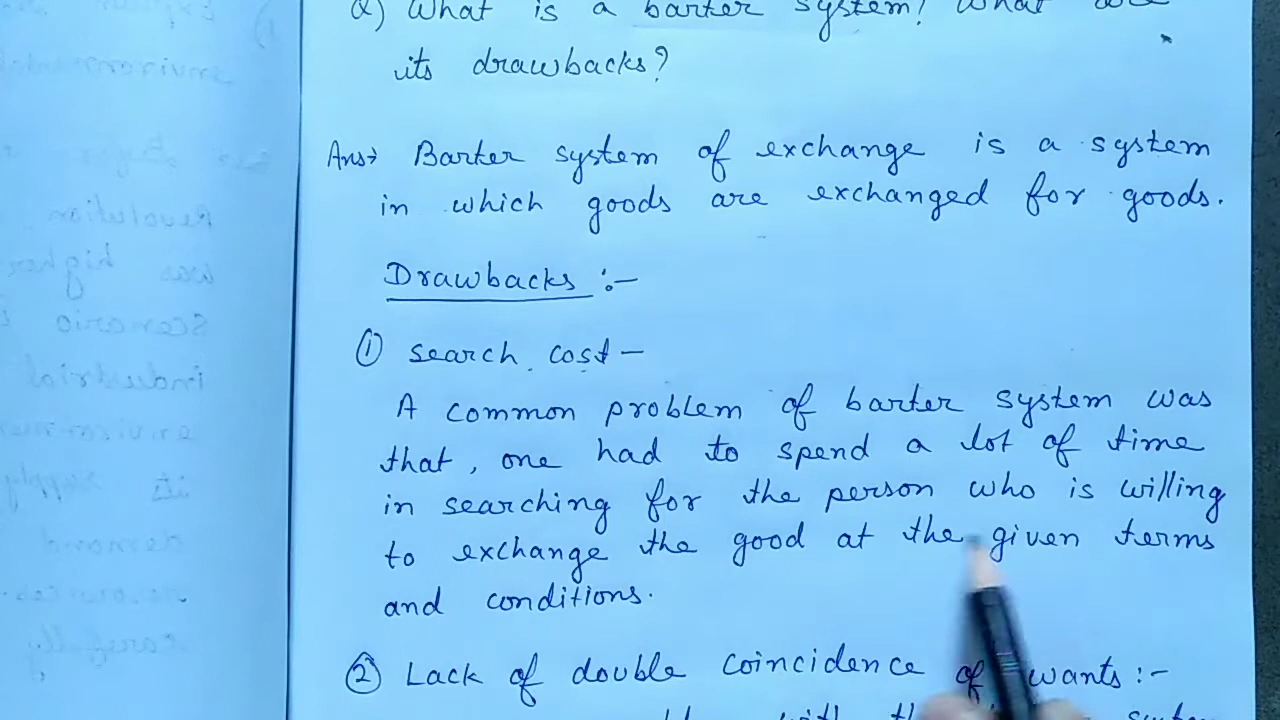 Q) What is a barter system? What are
its drawbacks?
Ans→ Barter system of exchange is a system
in which goods are exchanged for goods.
Drawbacks :-
① search cost –
A common problem of barter system was
that, one had to spend a lot of time
in searching for the person who is willing
to exchange the good at the given terms
and conditions.
② Lack of double coincidence of wants :-